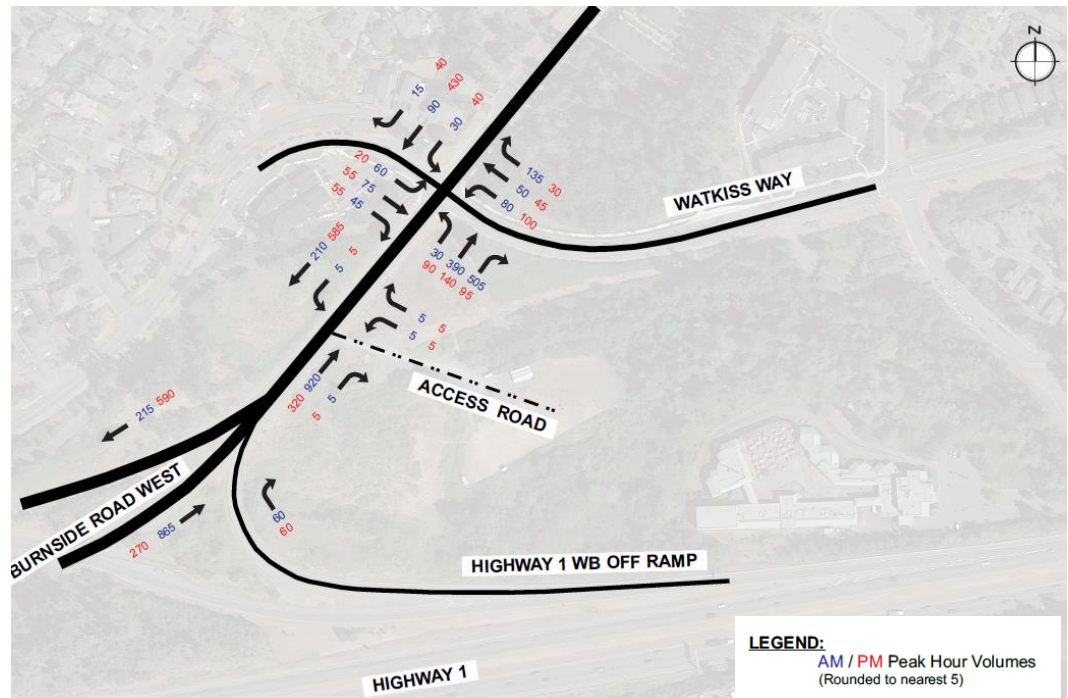 N
40
430
40
15
90
30
20 60
55 75
55 45
135 30
50 45
80 100
WATKISS WAY
210 585
5 5
30 390 505
90 140 95
5 5
5 5
320 920
5 5
ACCESS ROAD
215 590
BURNSIDE ROAD WEST
270 865
60
60
HIGHWAY 1 WB OFF RAMP
HIGHWAY 1
LEGEND:
AM / PM Peak Hour Volumes
(Rounded to nearest 5)